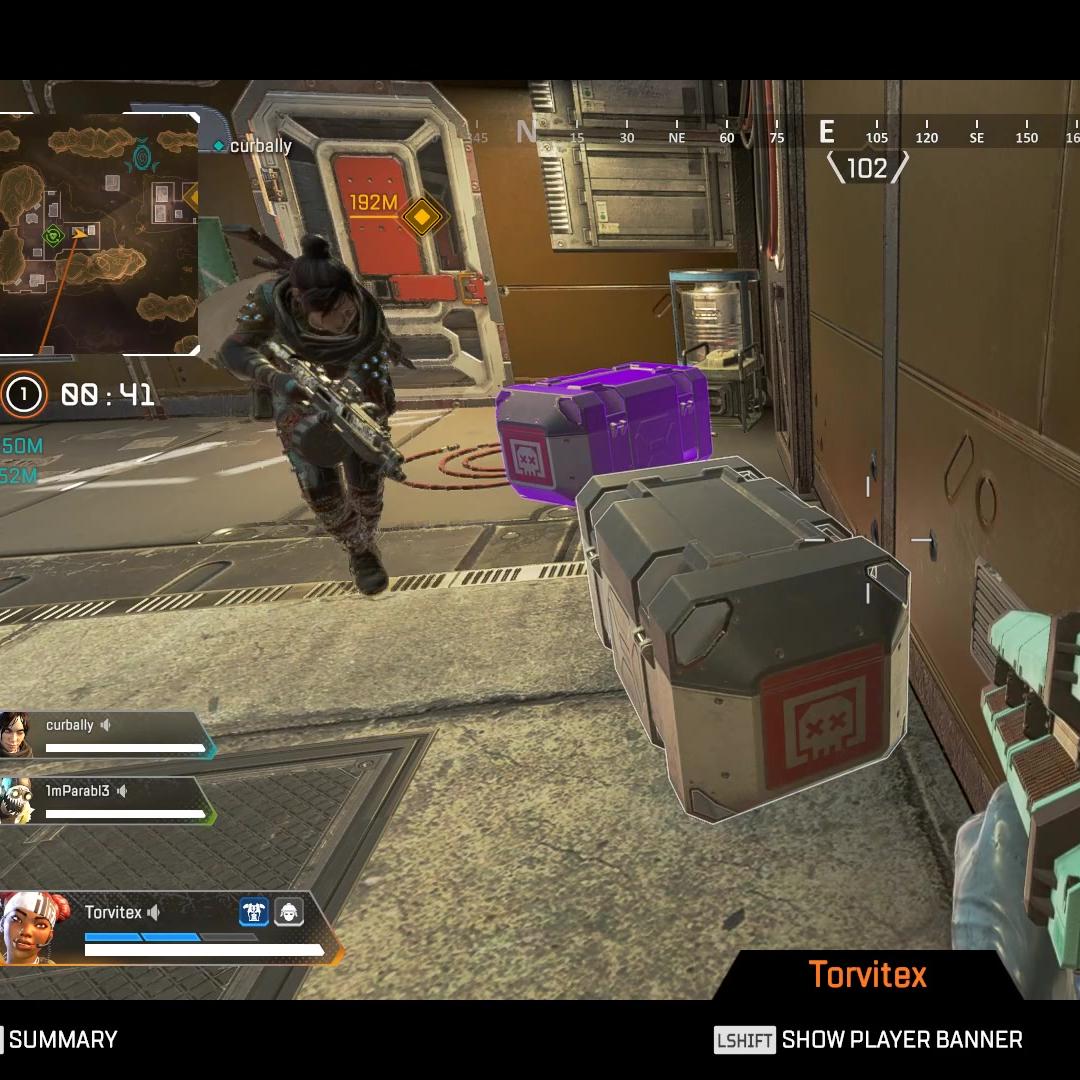 curbally
345 N 15 30 NE 60 75 E 105 120 SE 150
102
192M
1 00:41
50M
52M
curbally
1mParabl3
Torvitex
Torvitex
SUMMARY
LSHIFT SHOW PLAYER BANNER